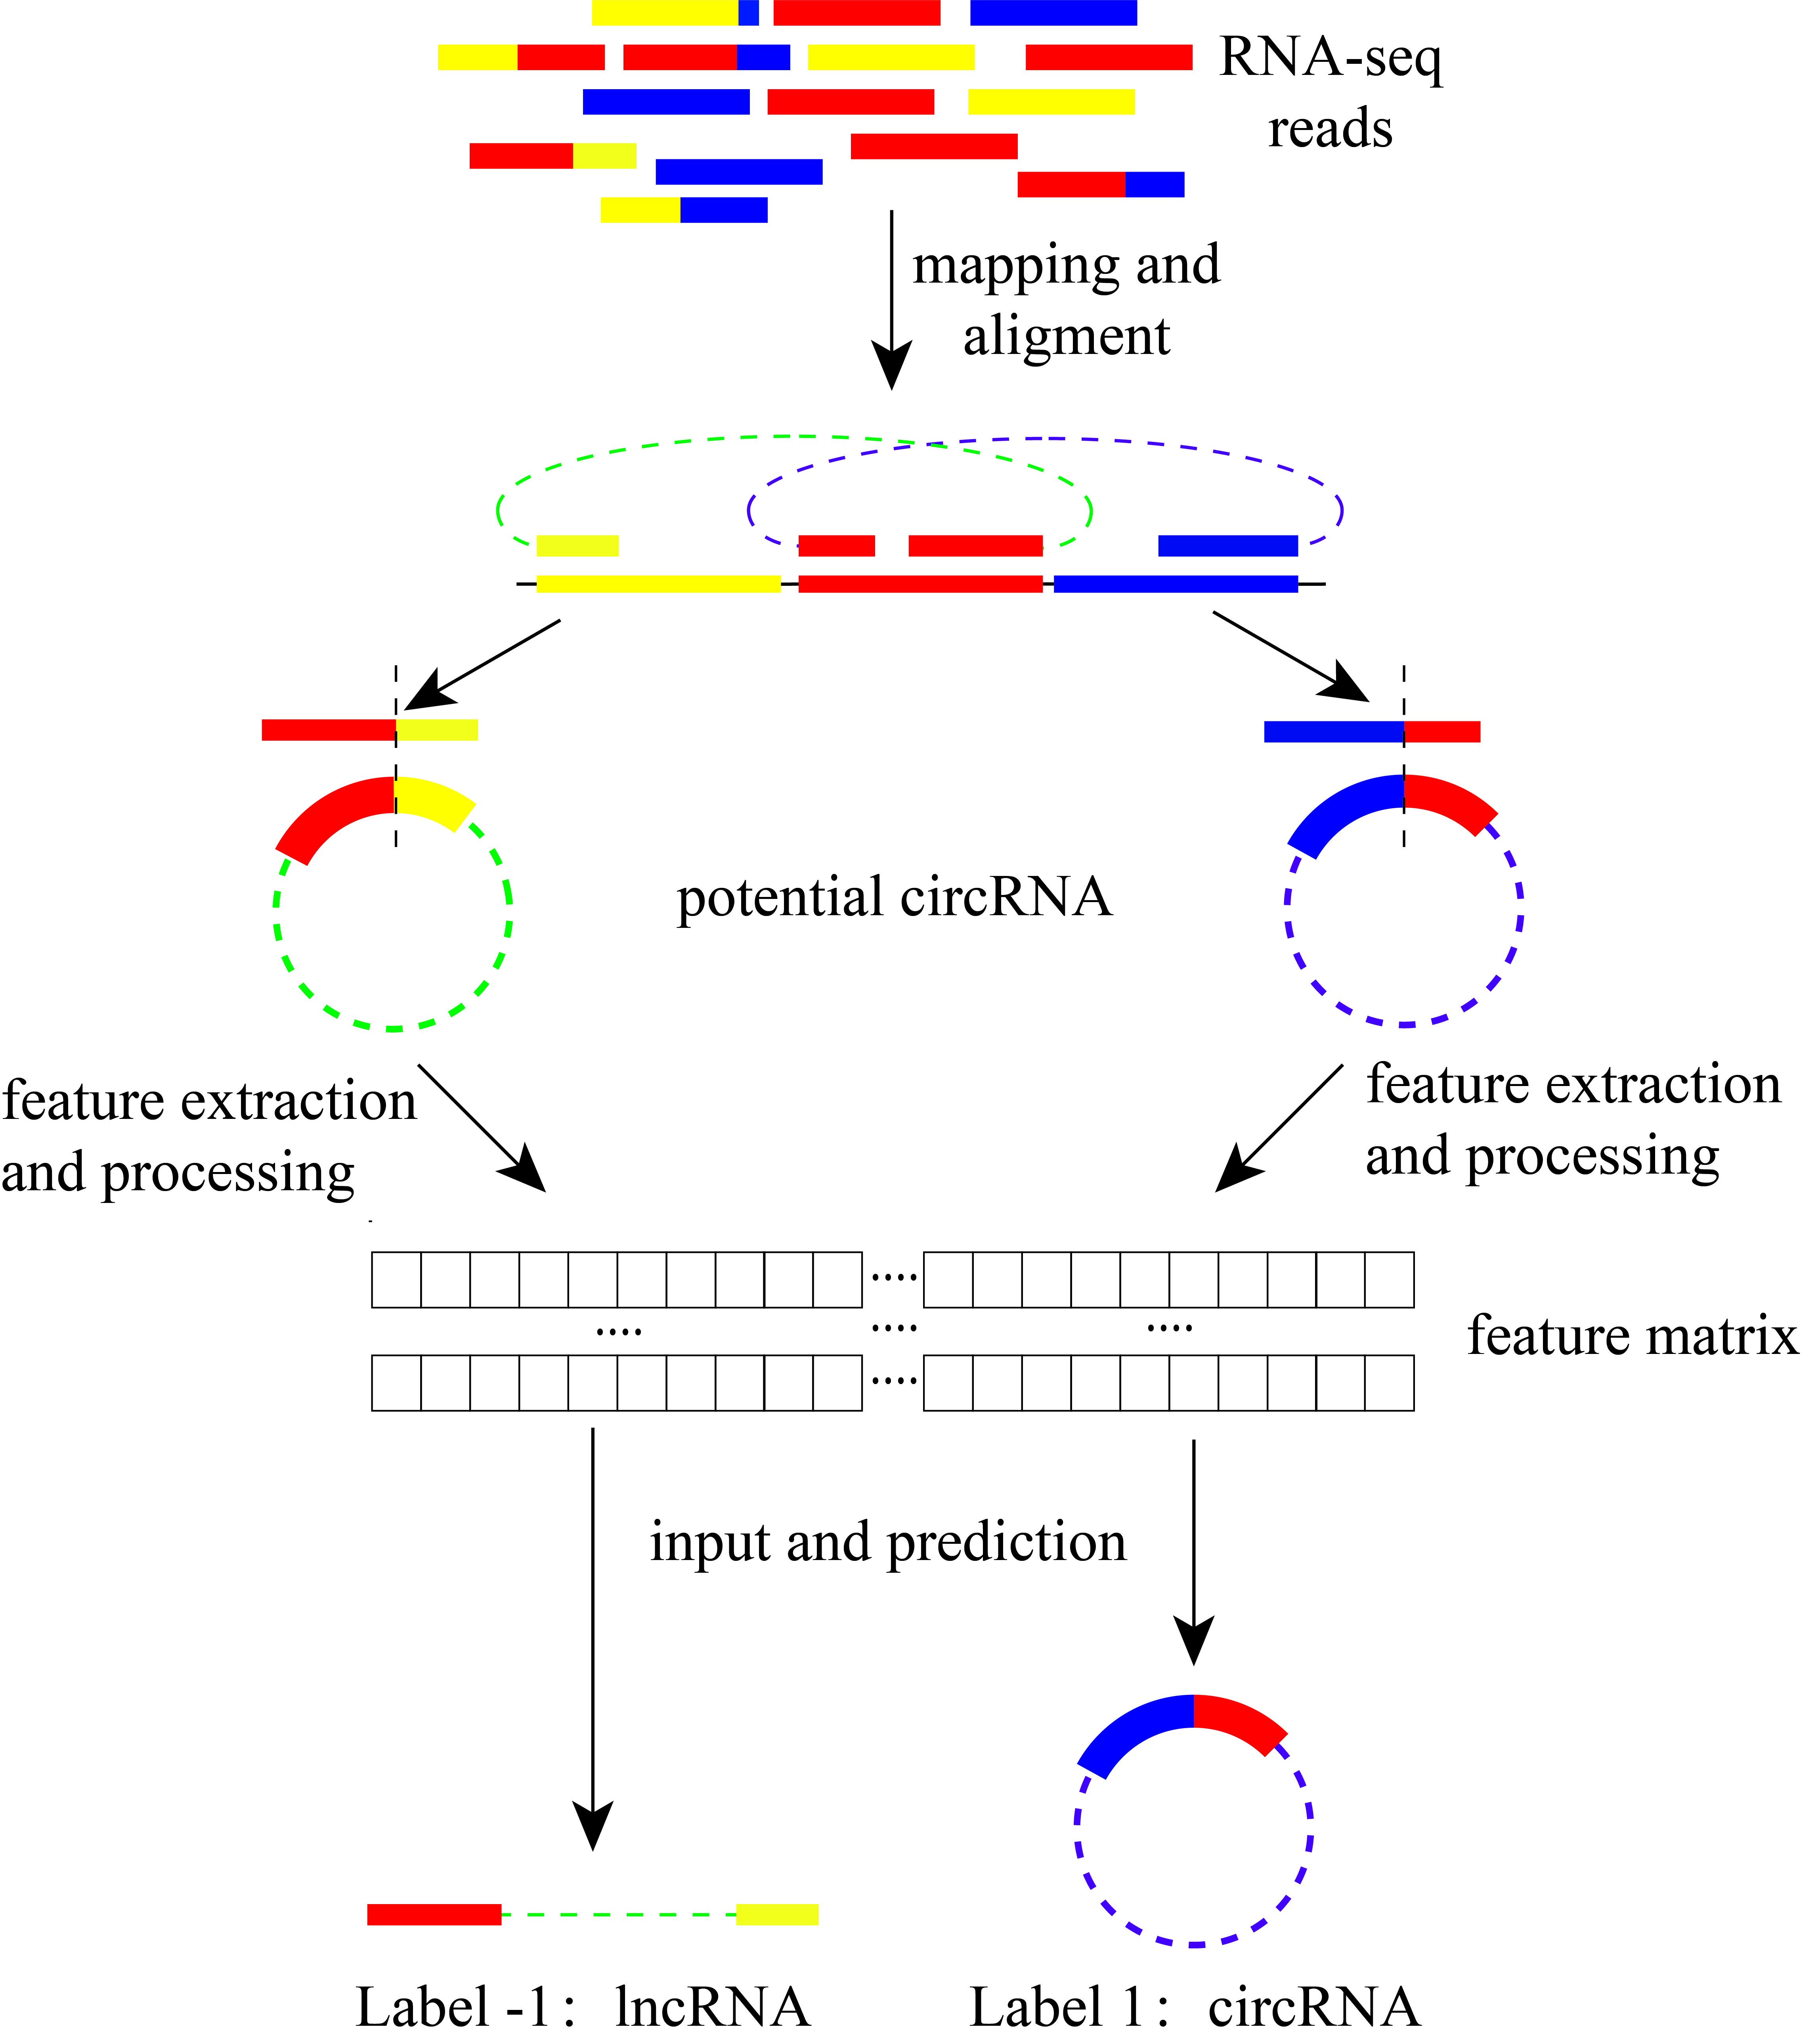 RNA-seq
reads
mapping and
aligment
potential circRNA
feature extraction
and processing
feature extraction
and processing
feature matrix
input and prediction
Label -1: lncRNA
Label 1: circRNA